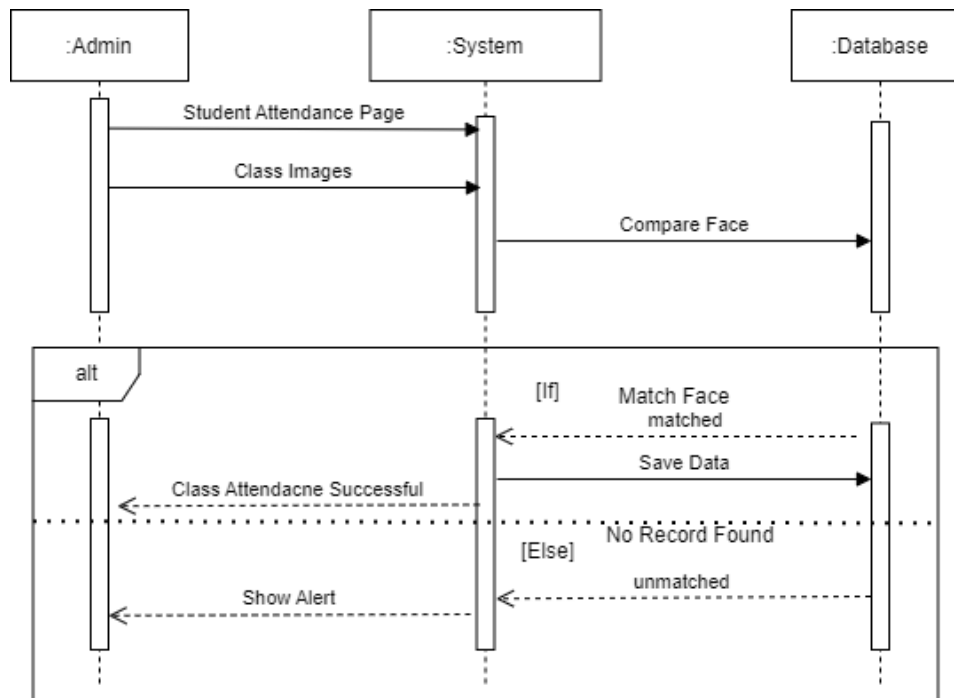 :Admin
:System
:Database
Student Attendance Page
Class Images
Compare Face
alt
[If]
Match Face
matched
Save Data
Class Attendacne Successful
No Record Found
[Else]
unmatched
Show Alert